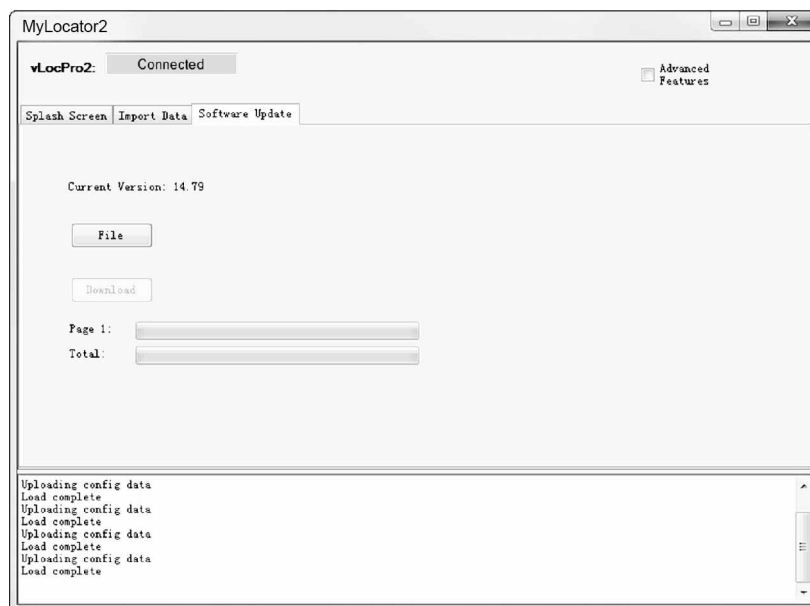 MyLocator2
vLocPro2: Connected
Advanced
Features
Splash Screen Import Data Software Update
Current Version: 14.79
File
Download
Page 1:
Total:
Uploading config data
Load complete
Uploading config data
Load complete
Uploading config data
Load complete
Uploading config data
Load complete